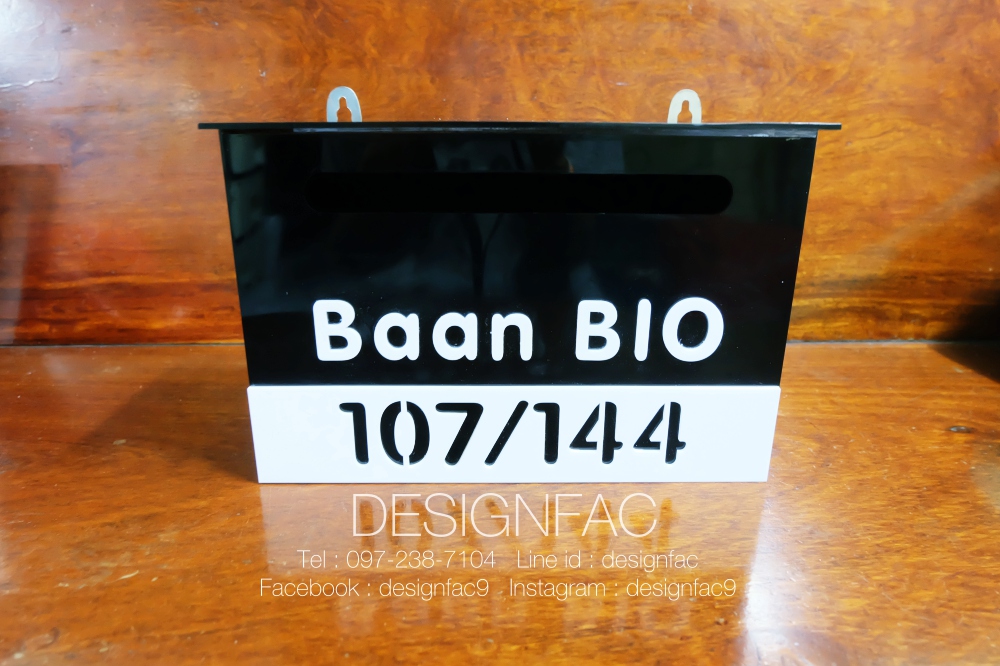 Baan BIO
107/144
DESIGNFAC
Tel : 097-238-7104 Line id : designfac
Facebook : designfac9 Instagram : designfac9